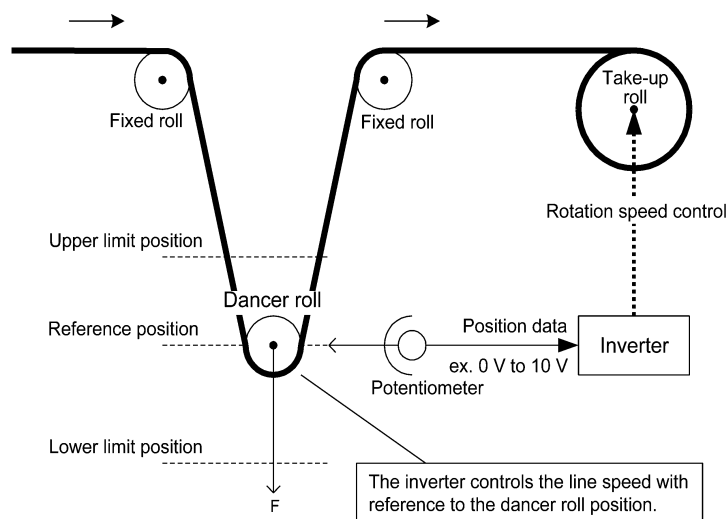 Fixed roll
Fixed roll
Take-up
roll
Rotation speed control
Upper limit position
Dancer roll
Reference position
Position data
ex. 0 V to 10 V
Potentiometer
Inverter
Lower limit position
F
The inverter controls the line speed with
reference to the dancer roll position.